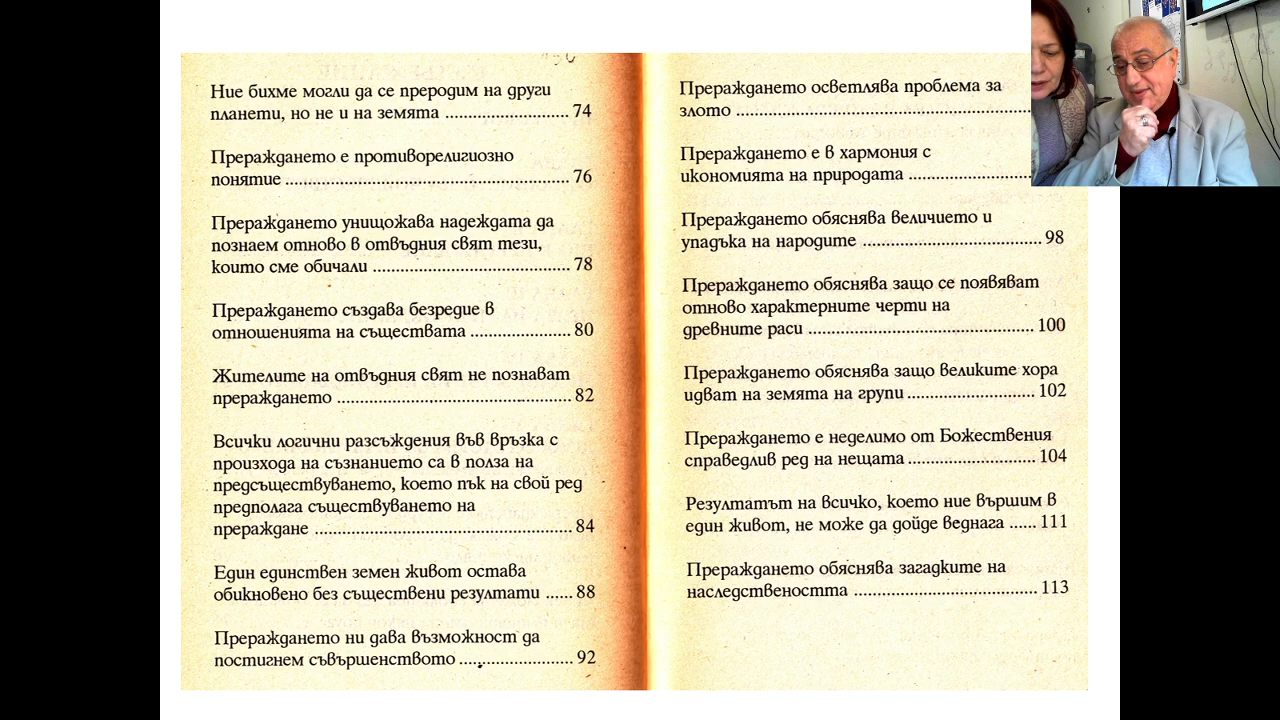 Ние бихме могли да се преродим на други
планети, но не и на земята .......................... 74
Прераждането е противорелигиозно
понятие ............................................................ 76
Прераждането унищожава надеждата да
познаем отново в отвъдния свят тези,
които сме обичали .......................................... 78
Прераждането създава безредие в
отношенията на съществата ..................... 80
Жителите на отвъдния свят не познават
прераждането .................................................. 82
Всички логични разсъждения във връзка с
произхода на съзнанието са в полза на
предсъществуването, което пък на свой ред
предполага съществуването на
прераждане ...................................................... 84
Един единствен земен живот остава
обикновено без съществени резултати ...... 88
Прераждането ни дава възможност да
постигнем съвършенството ........................ 92
Прераждането осветлява проблема за
злото ..............................................................
Прераждането е в хармония с
икономията на природата ..........................
Прераждането обяснява величието и
упадъка на народите ...................................... 98
Прераждането обяснява защо се появяват
отново характерните черти на
древните раси ................................................ 100
Прераждането обяснява защо великите хора
идват на земята на групи ........................... 102
Прераждането е неделимо от Божествения
справедлив ред на нещата ........................... 104
Резултатът на всичко, което ние вършим в
един живот, не може да дойде веднага ...... 111
Прераждането обяснява загадките на
наследствеността ....................................... 113